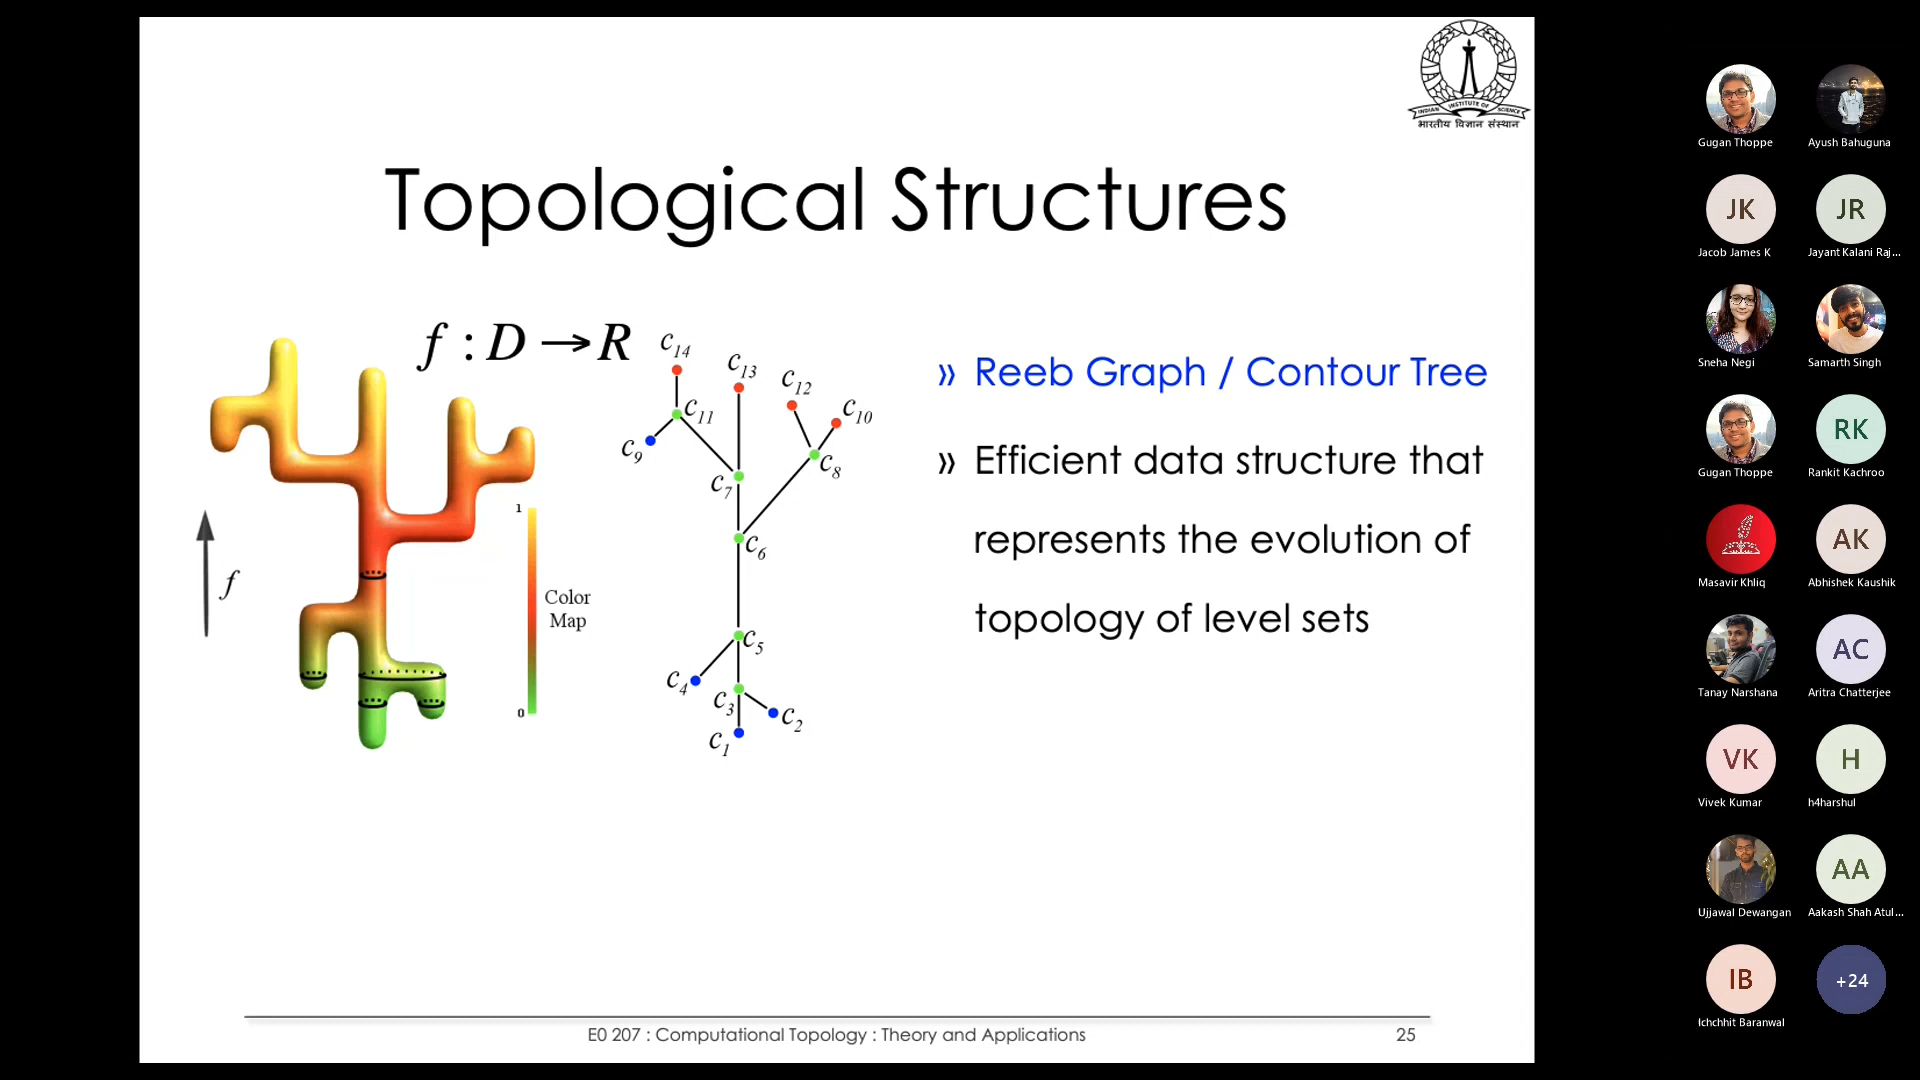 INDIAN INSTITUTE OF SCIENCE
भारतीय विज्ञान संस्थान
Topological Structures
f : D → R
f
1
0
Color
Map
c14
c13
c12
c10
c11
c9
c8
c7
c6
c5
c4
c3
c2
c1
» Reeb Graph / Contour Tree
» Efficient data structure that
represents the evolution of
topology of level sets
E0 207 : Computational Topology : Theory and Applications
25
Gugan Thoppe
Ayush Bahuguna
JK
Jacob James K
JR
Jayant Kalani Raj...
Sneha Negi
Samarth Singh
Gugan Thoppe
RK
Rankit Kachroo
Masavir Khliq
AK
Abhishek Kaushik
Tanay Narshana
AC
Aritra Chatterjee
VK
Vivek Kumar
H
h4harshul
Ujjawal Dewangan
AA
Aakash Shah Atul...
IB
Ichchhit Baranwal
+24